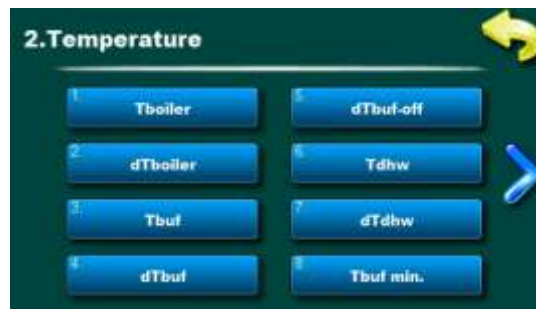 2.Temperature
1. Tboiler
2. dTboiler
3. Tbuf
4. dTbuf
5 dTbuf-off
6 Tdhw
7 dTdhw
8 Tbuf min.